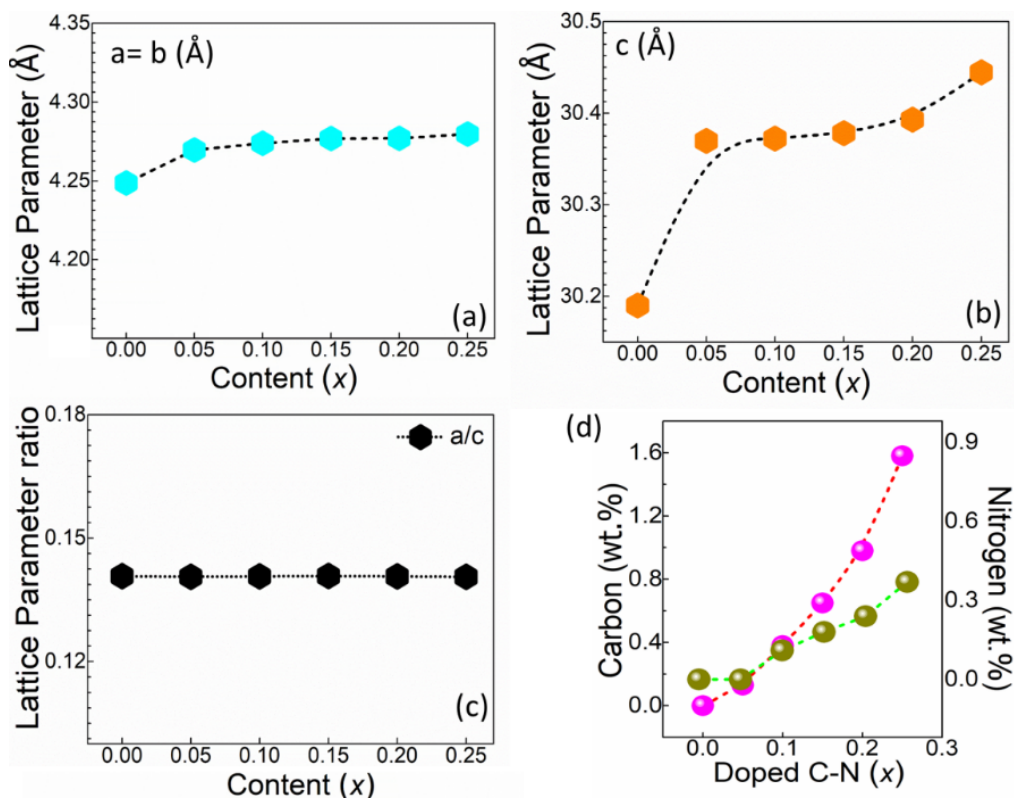 4.35
4.30
4.25
4.20
Lattice Parameter (Å)
a= b (Å)
(a)
0.00 0.05 0.10 0.15 0.20 0.25
Content (x)
30.5
30.4
30.3
30.2
Lattice Parameter (Å)
c (Å)
(b)
0.00 0.05 0.10 0.15 0.20 0.25
Content (x)
0.18
0.15
0.12
Lattice Parameter ratio
a/c
(c)
0.00 0.05 0.10 0.15 0.20 0.25
Content (x)
(d)
1.6
1.2
0.8
0.4
0.0
Carbon (wt.%)
0.9
0.6
0.3
0.0
Nitrogen (wt.%)
0.0 0.1 0.2 0.3
Doped C-N (x)